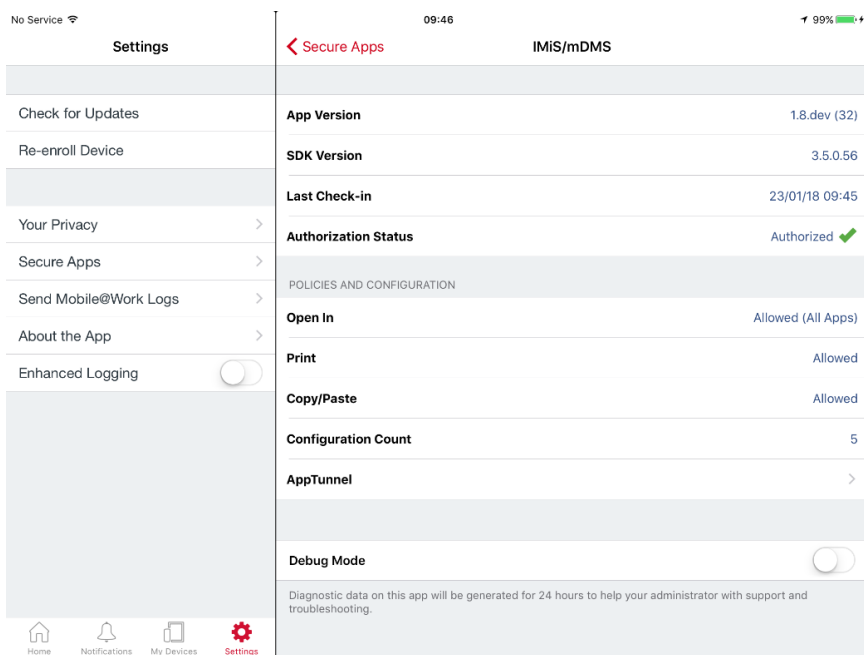 No Service
09:46
99%
Settings
Secure Apps
IMiS/mDMS
Check for Updates
Re-enroll Device
Your Privacy
Secure Apps
Send Mobile@Work Logs
About the App
Enhanced Logging
App Version
1.8.dev (32)
SDK Version
3.5.0.56
Last Check-in
23/01/18 09:45
Authorization Status
Authorized
POLICIES AND CONFIGURATION
Open In
Allowed (All Apps)
Print
Allowed
Copy/Paste
Allowed
Configuration Count
5
AppTunnel
Debug Mode
Diagnostic data on this app will be generated for 24 hours to help your administrator with support and
troubleshooting.
Home
Notifications
My Devices
Settings